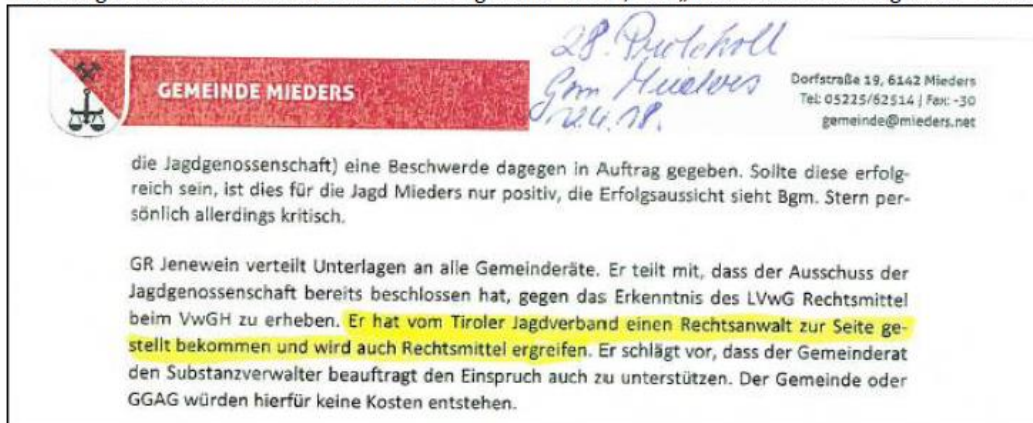 28. Protokoll
Gem Mieders
GEMEINDE MIEDERS
Dorfstraße 19, 6142 Mieders
Tel: 05225/62514 | Fax: -30
gemeinde@mieders.net
die Jagdgenossenschaft) eine Beschwerde dagegen in Auftrag gegeben. Sollte diese erfolg-
reich sein, ist dies für die Jagd Mieders nur positiv, die Erfolgsaussicht sieht Bgm. Stern per-
sönlich allerdings kritisch.
GR Jenewein verteilt Unterlagen an alle Gemeinderäte. Er teilt mit, dass der Ausschuss der
Jagdgenossenschaft bereits beschlossen hat, gegen das Erkenntnis des LVwG Rechtsmittel
beim VwGH zu erheben. Er hat vom Tiroler Jagdverband einen Rechtsanwalt zur Seite ge-
stellt bekommen und wird auch Rechtsmittel ergreifen. Er schlägt vor, dass der Gemeinderat
den Substanzverwalter beauftragt den Einspruch auch zu unterstützen. Der Gemeinde oder
GGAG würden hierfür keine Kosten entstehen.